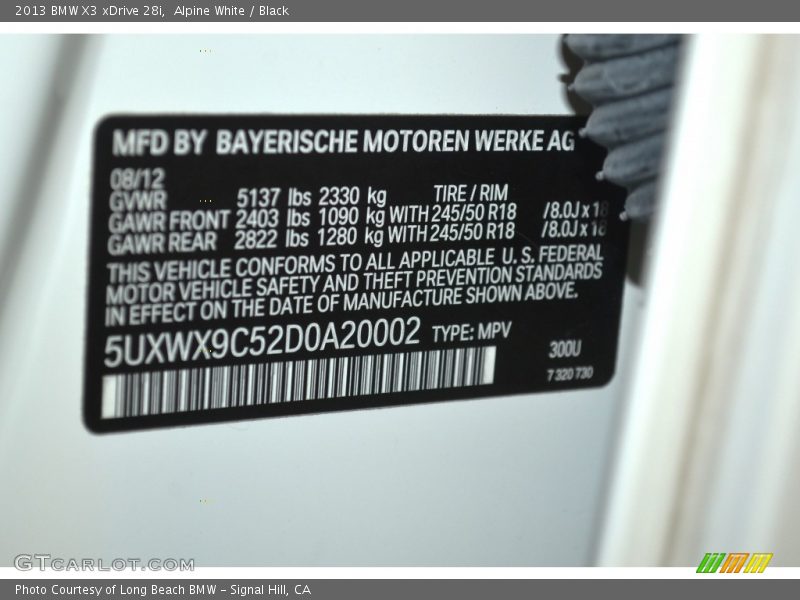 2013 BMW X3 xDrive 28i,  Alpine White / Black
MFD BY BAYERISCHE MOTOREN WERKE AG
08/12
GVWR 5137 lbs 2330 kg TIRE / RIM
GAWR FRONT 2403 lbs 1090 kg WITH 245/50 R18 /8.0J x 18
GAWR REAR 2822 lbs 1280 kg WITH 245/50 R18 /8.0J x 18
THIS VEHICLE CONFORMS TO ALL APPLICABLE U.S. FEDERAL
MOTOR VEHICLE SAFETY AND THEFT PREVENTION STANDARDS
IN EFFECT ON THE DATE OF MANUFACTURE SHOWN ABOVE.
5UXWX9C52D0A20002 TYPE: MPV
300U
7 320 730
GTCARLOT.COM
Photo Courtesy of Long Beach BMW - Signal Hill, CA